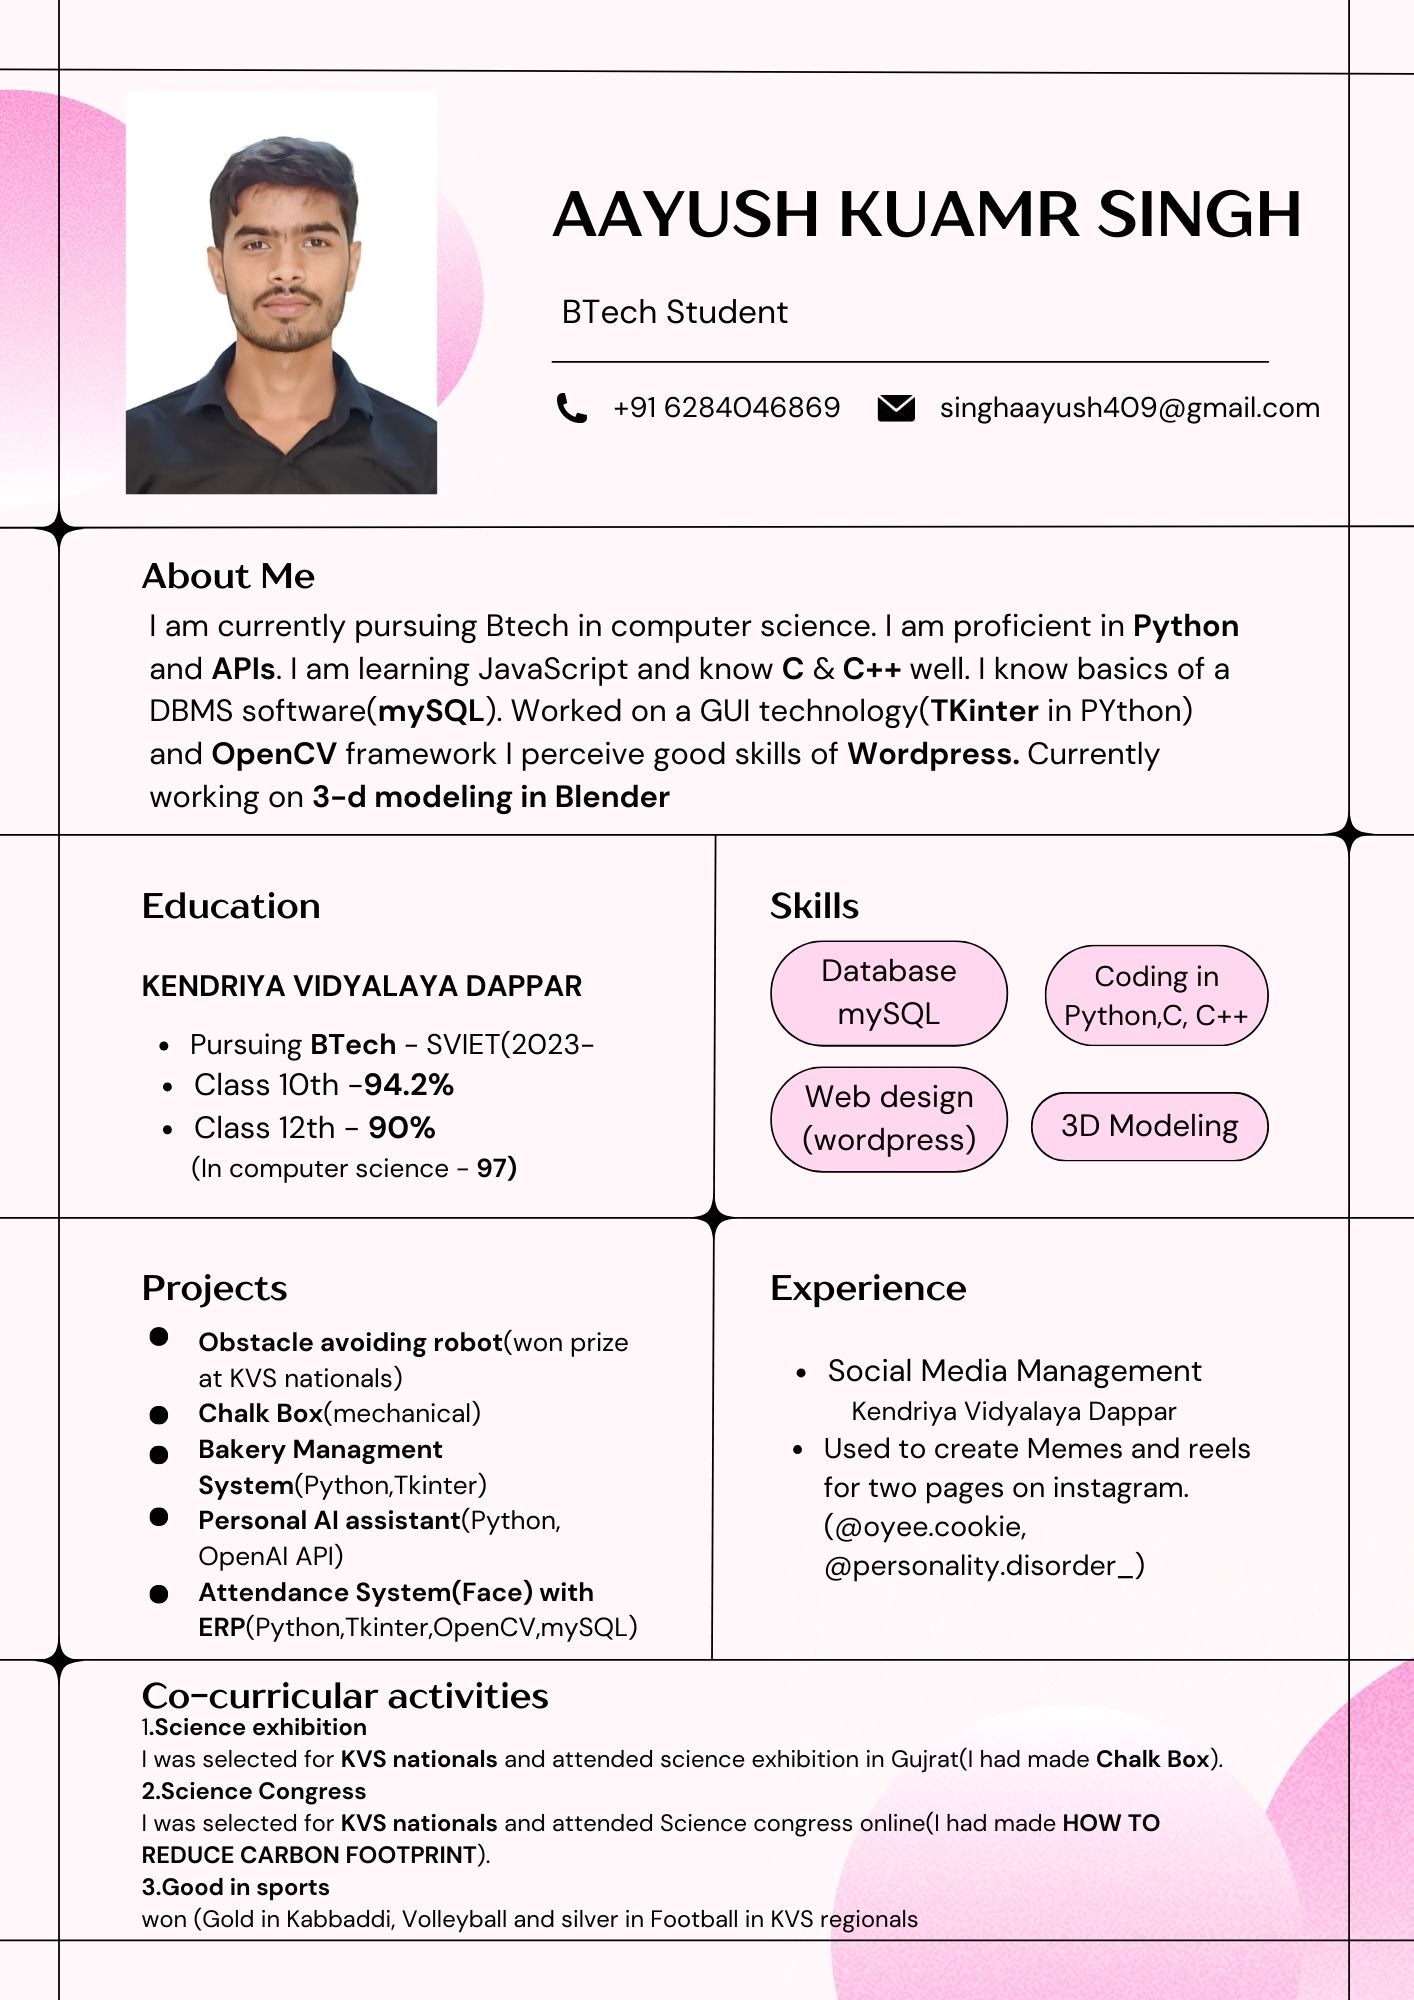 AAYUSH KUAMR SINGH
BTech Student
+91 6284046869
singhaayush409@gmail.com
About Me
I am currently pursuing Btech in computer science. I am proficient in Python
and APIs. I am learning JavaScript and know C & C++ well. I know basics of a
DBMS software(mySQL). Worked on a GUI technology(TKinter in PYthon)
and OpenCV framework I perceive good skills of Wordpress. Currently
working on 3-d modeling in Blender
Education
KENDRIYA VIDYALAYA DAPPAR
• Pursuing BTech - SVIET(2023-
• Class 10th -94.2%
• Class 12th - 90%
(In computer science - 97)
Skills
Database
mySQL
Coding in
Python,C, C++
Web design
(wordpress)
3D Modeling
Projects
• Obstacle avoiding robot(won prize
at KVS nationals)
• Chalk Box(mechanical)
• Bakery Managment
System(Python,Tkinter)
• Personal AI assistant(Python,
OpenAI API)
• Attendance System(Face) with
ERP(Python,Tkinter,OpenCV,mySQL)
Experience
• Social Media Management
Kendriya Vidyalaya Dappar
• Used to create Memes and reels
for two pages on instagram.
(@oyee.cookie,
@personality.disorder_)
Co-curricular activities
1.Science exhibition
I was selected for KVS nationals and attended science exhibition in Gujrat(I had made Chalk Box).
2.Science Congress
I was selected for KVS nationals and attended Science congress online(I had made HOW TO
REDUCE CARBON FOOTPRINT).
3.Good in sports
won (Gold in Kabbaddi, Volleyball and silver in Football in KVS regionals